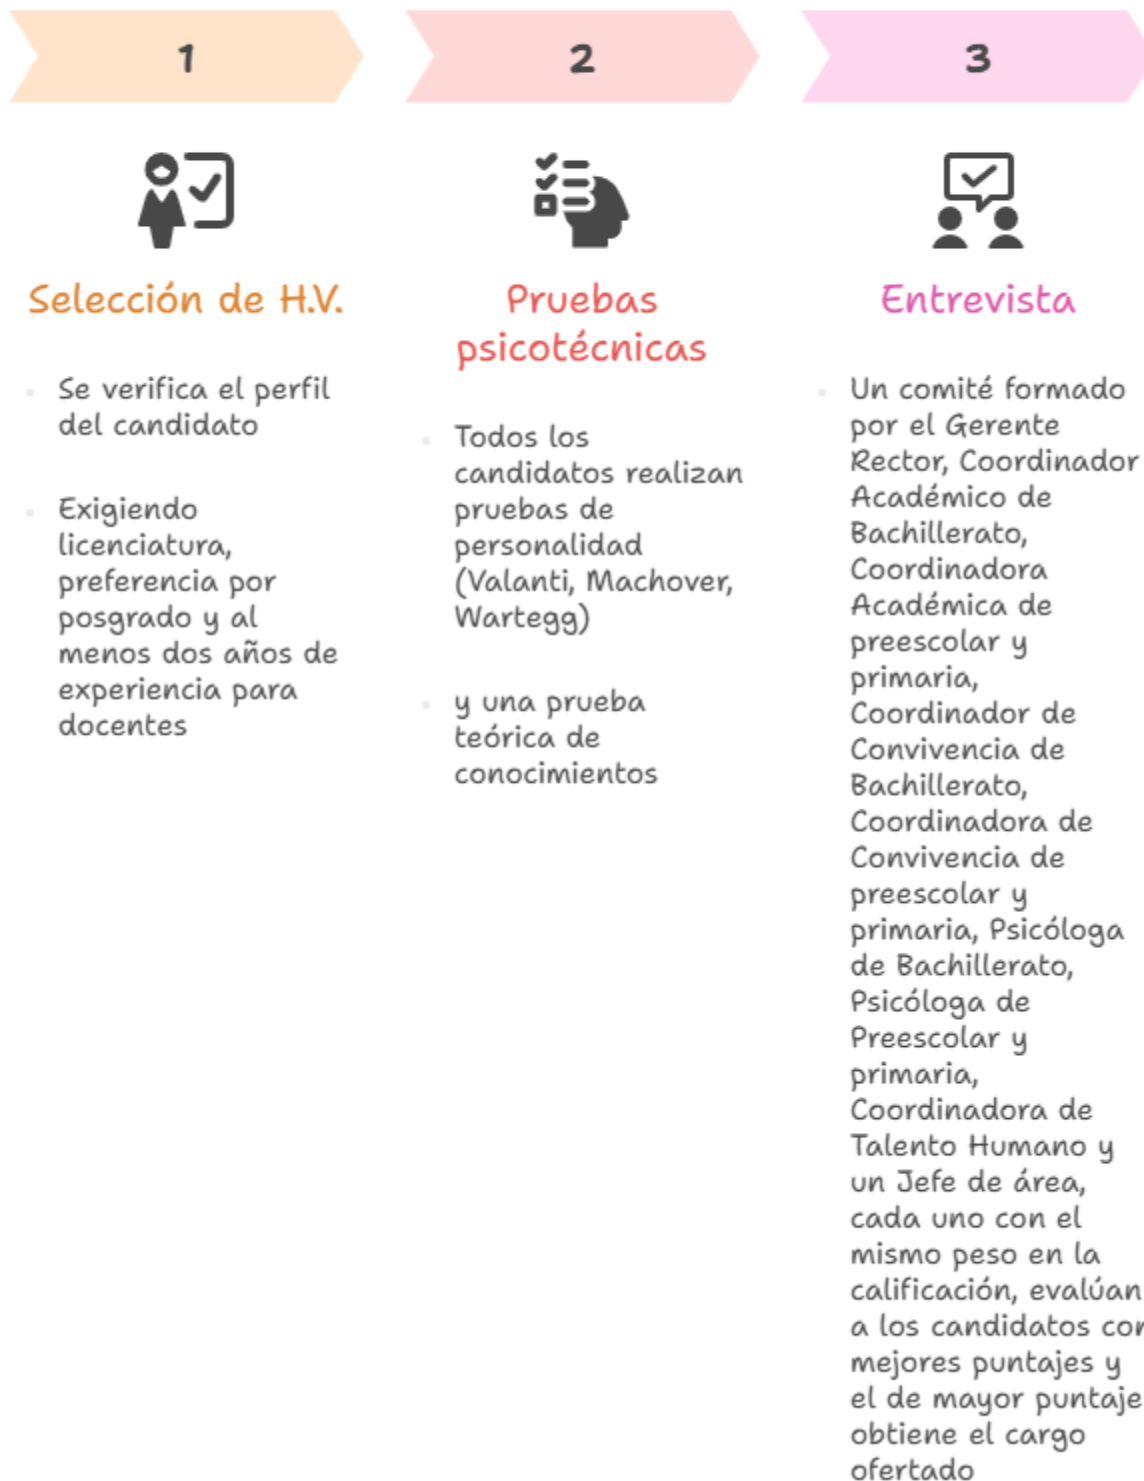 1
Selección de H.V.
Se verifica el perfil
del candidato
Exigiendo
licenciatura,
preferencia por
posgrado y al
menos dos años de
experiencia para
docentes
2
Pruebas
psicotécnicas
Todos los
candidatos realizan
pruebas de
personalidad
(Valanti, Machover,
Wartegg)
y una prueba
teórica de
conocimientos
3
Entrevista
Un comité formado
por el Gerente
Rector, Coordinador
Académico de
Bachillerato,
Coordinadora
Académica de
preescolar y
primaria,
Coordinador de
Convivencia de
Bachillerato,
Coordinadora de
Convivencia de
preescolar y
primaria, Psicóloga
de Bachillerato,
Psicóloga de
Preescolar y
primaria,
Coordinadora de
Talento Humano y
un Jefe de área,
cada uno con el
mismo peso en la
calificación, evalúan
a los candidatos con
mejores puntajes y
el de mayor puntaje
obtiene el cargo
ofertado